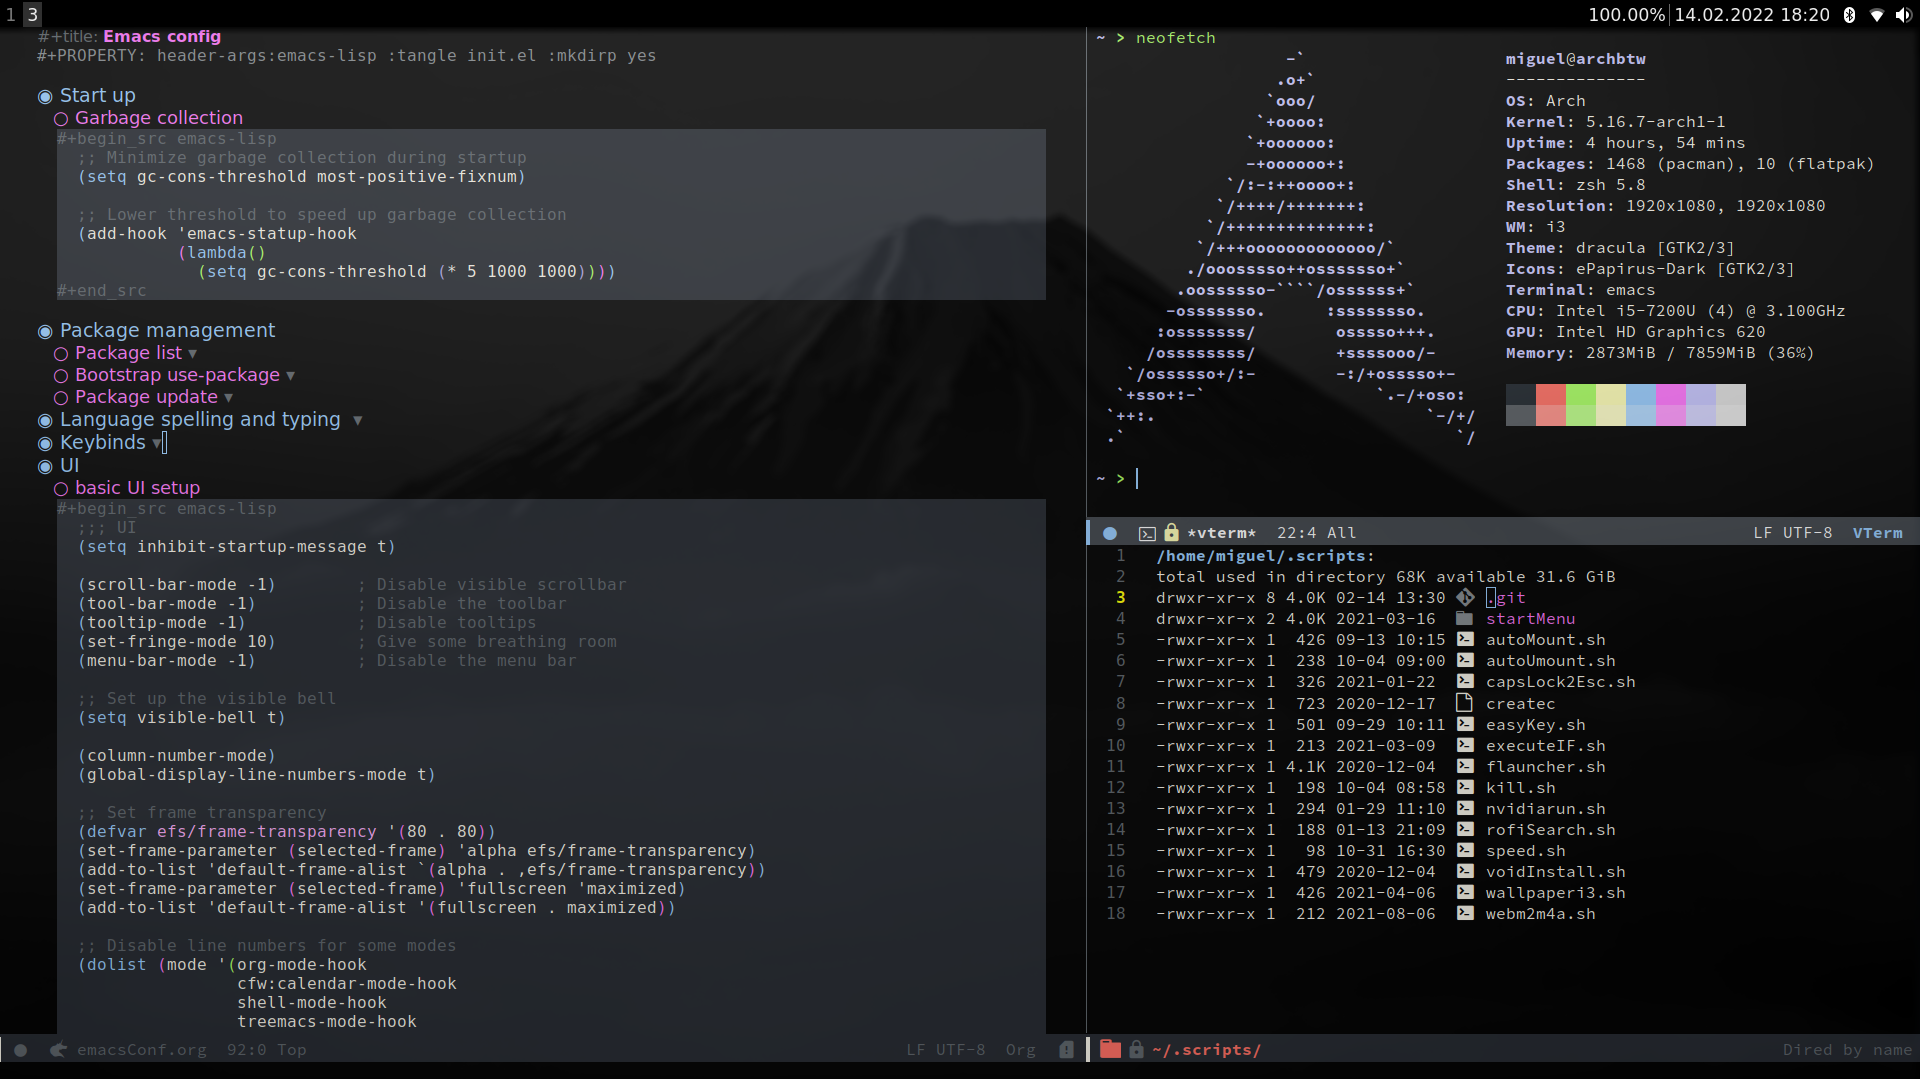 1 3
100.00% 14.02.2022 18:20
#+title: Emacs config
#+PROPERTY: header-args:emacs-lisp :tangle init.el :mkdirp yes
Start up
Garbage collection
#+begin_src emacs-lisp
;; Minimize garbage collection during startup
(setq gc-cons-threshold most-positive-fixnum)
;; Lower threshold to speed up garbage collection
(add-hook 'emacs-statup-hook
(lambda()
(setq gc-cons-threshold (* 5 1000 1000))))
#+end_src
Package management
Package list ▾
Bootstrap use-package ▾
Package update ▾
Language spelling and typing ▾
Keybinds ▾
UI
basic UI setup
#+begin_src emacs-lisp
;;; UI
(setq inhibit-startup-message t)
(scroll-bar-mode -1) ; Disable visible scrollbar
(tool-bar-mode -1) ; Disable the toolbar
(tooltip-mode -1) ; Disable tooltips
(set-fringe-mode 10) ; Give some breathing room
(menu-bar-mode -1) ; Disable the menu bar
;; Set up the visible bell
(setq visible-bell t)
(column-number-mode)
(global-display-line-numbers-mode t)
;; Set frame transparency
(defvar efs/frame-transparency '(80 . 80))
(set-frame-parameter (selected-frame) 'alpha efs/frame-transparency)
(add-to-list 'default-frame-alist `(alpha . ,efs/frame-transparency))
(set-frame-parameter (selected-frame) 'fullscreen 'maximized)
(add-to-list 'default-frame-alist '(fullscreen . maximized))
;; Disable line numbers for some modes
(dolist (mode '(org-mode-hook
cfw:calendar-mode-hook
shell-mode-hook
treemacs-mode-hook
emacsConf.org 92:0 Top LF UTF-8 Org
~ > neofetch
-`
.o+`
`ooo/
`+oooo:
`+oooooo:
-+oooooo+:
`/:-:++oooo+:
`/++++/+++++++:
`/++++++++++++++:
`/+++ooooooooooooo/`
./ooosssso++osssssso+`
.oossssso-````/ossssss+`
-osssssso. :ssssssso.
:osssssss/ osssso+++.
/ossssssss/ +ssssooo/-
`/ossssso+/:- -:/+osssso+-
`+sso+:-` `.-/+oso:
`++:. `-/+/
.` `/
miguel@archbtw
--------------
OS: Arch
Kernel: 5.16.7-arch1-1
Uptime: 4 hours, 54 mins
Packages: 1468 (pacman), 10 (flatpak)
Shell: zsh 5.8
Resolution: 1920x1080, 1920x1080
WM: i3
Theme: dracula [GTK2/3]
Icons: ePapirus-Dark [GTK2/3]
Terminal: emacs
CPU: Intel i5-7200U (4) @ 3.100GHz
GPU: Intel HD Graphics 620
Memory: 2873MiB / 7859MiB (36%)
~ >
*vterm* 22:4 All LF UTF-8 VTerm
1 /home/miguel/.scripts:
2 total used in directory 68K available 31.6 GiB
3 drwxr-xr-x 8 4.0K 02-14 13:30 .git
4 drwxr-xr-x 2 4.0K 2021-03-16 startMenu
5 -rwxr-xr-x 1 426 09-13 10:15 autoMount.sh
6 -rwxr-xr-x 1 238 10-04 09:00 autoUmount.sh
7 -rwxr-xr-x 1 326 2021-01-22 capsLock2Esc.sh
8 -rwxr-xr-x 1 723 2020-12-17 createc
9 -rwxr-xr-x 1 501 09-29 10:11 easyKey.sh
10 -rwxr-xr-x 1 213 2021-03-09 executeIF.sh
11 -rwxr-xr-x 1 4.1K 2020-12-04 flauncher.sh
12 -rwxr-xr-x 1 198 10-04 08:58 kill.sh
13 -rwxr-xr-x 1 294 01-29 11:10 nvidiarun.sh
14 -rwxr-xr-x 1 188 01-13 21:09 rofiSearch.sh
15 -rwxr-xr-x 1 98 10-31 16:30 speed.sh
16 -rwxr-xr-x 1 479 2020-12-04 voidInstall.sh
17 -rwxr-xr-x 1 426 2021-04-06 wallpaperi3.sh
18 -rwxr-xr-x 1 212 2021-08-06 webm2m4a.sh
~/.scripts/ Dired by name